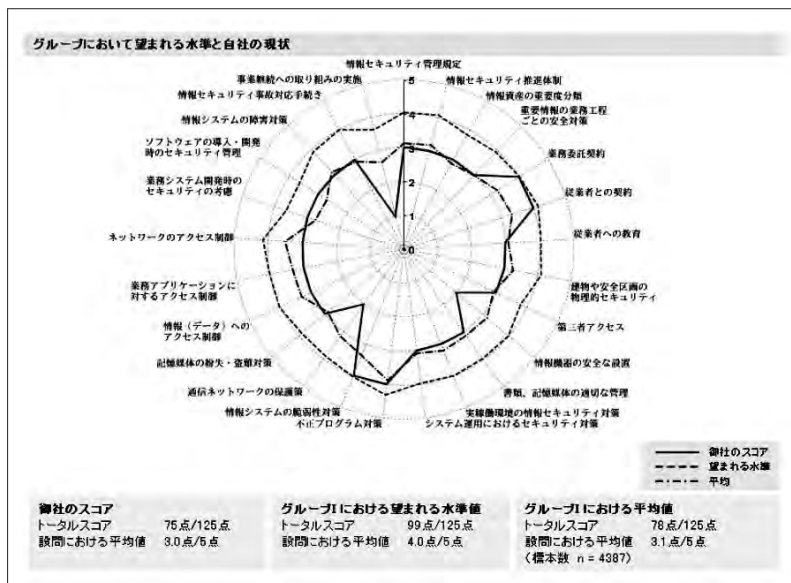 グループにおいて望まれる水準と自社の現状
情報セキュリティ管理規定
情報セキュリティ推進体制
情報資産の重要度分類
重要情報の業務工程
ごとの安全対策
業務委託契約
従業者との契約
従業者への教育
建物や安全区画の
物理的セキュリティ
第三者アクセス
情報機器の安全な設置
書類、記憶媒体の適切な管理
実稼働環境の情報セキュリティ対策
システム運用におけるセキュリティ対策
不正プログラム対策
情報システムの脆弱性対策
通信ネットワークの保護策
記憶媒体の紛失・盗難対策
情報（データ）への
アクセス制御
業務アプリケーションに
対するアクセス制御
ネットワークのアクセス制御
業務システム開発時の
セキュリティの考慮
ソフトウェアの導入・開発
時のセキュリティ管理
情報システムの障害対策
情報セキュリティ事故対応手続き
事業継続への取り組みの実施
5
4
3
2
1
0
御社のスコア
望まれる水準
平均
御社のスコア
トータルスコア 75点/125点
設問における平均値 3.0点/5点
グループIにおける望まれる水準値
トータルスコア 99点/125点
設問における平均値 4.0点/5点
グループIにおける平均値
トータルスコア 78点/125点
設問における平均値 3.1点/5点
（標本数 n = 4387）